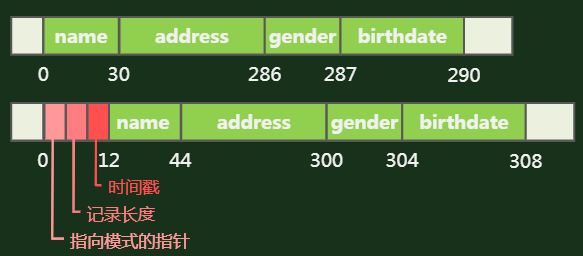 name address gender birthdate
0 30 286 287 290
name address gender birthdate
0 12 44 300 304 308
时间戳
记录长度
指向模式的指针